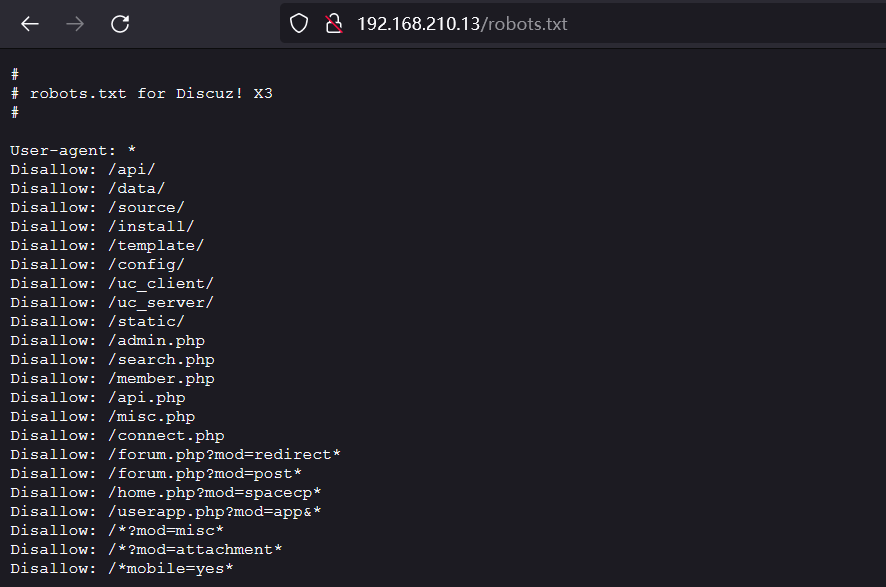 192.168.210.13/robots.txt
#
# robots.txt for Discuz! X3
#
User-agent: *
Disallow: /api/
Disallow: /data/
Disallow: /source/
Disallow: /install/
Disallow: /template/
Disallow: /config/
Disallow: /uc_client/
Disallow: /uc_server/
Disallow: /static/
Disallow: /admin.php
Disallow: /search.php
Disallow: /member.php
Disallow: /api.php
Disallow: /misc.php
Disallow: /connect.php
Disallow: /forum.php?mod=redirect*
Disallow: /forum.php?mod=post*
Disallow: /home.php?mod=spacecp*
Disallow: /userapp.php?mod=app&*
Disallow: /*?mod=misc*
Disallow: /*?mod=attachment*
Disallow: /*mobile=yes*